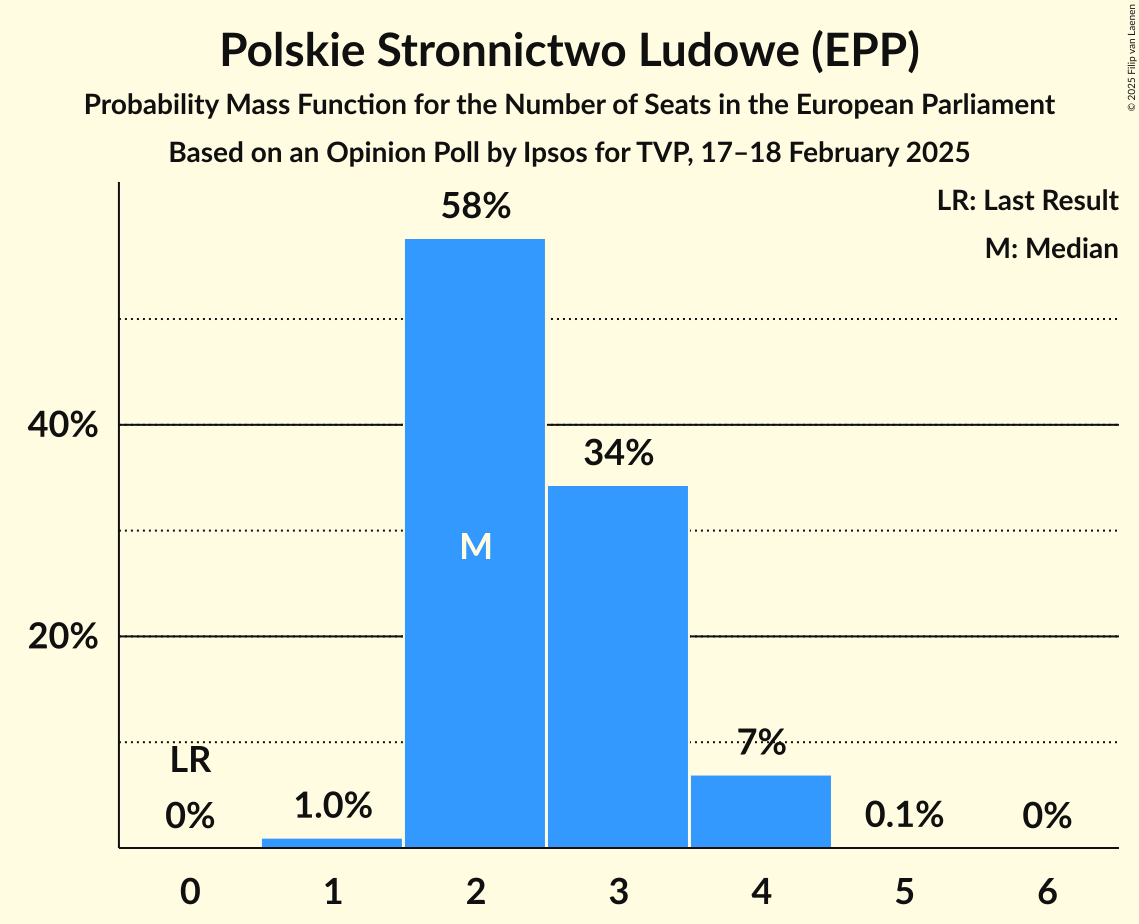 Polskie Stronnictwo Ludowe (EPP)
Probability Mass Function for the Number of Seats in the European Parliament
Based on an Opinion Poll by Ipsos for TVP, 17–18 February 2025
© 2025 Filip van Laenen
LR: Last Result
M: Median
58%
40%
34%
M
20%
LR
7%
0%
1.0%
0.1%
0%
0 1 2 3 4 5 6